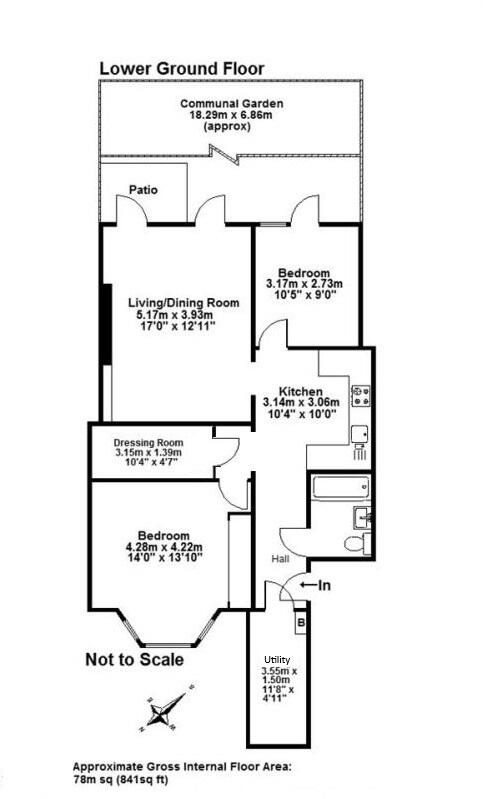 Lower Ground Floor
Communal Garden
18.29m x 6.86m
(approx)
Patio
Bedroom
3.17m x 2.73m
10'5" x 9'0"
Living/Dining Room
5.17m x 3.93m
17'0" x 12'11"
Kitchen
3.14m x 3.06m
10'4" x 10'0"
Dressing Room
3.15m x 1.39m
10'4" x 4'7"
Bedroom
4.28m x 4.22m
14'0" x 13'10"
Hall
In
B
Utility
3.55m x
1.50m
11'8" x
4'11"
Not to Scale
N
Approximate Gross Internal Floor Area:
78m sq (841sq ft)